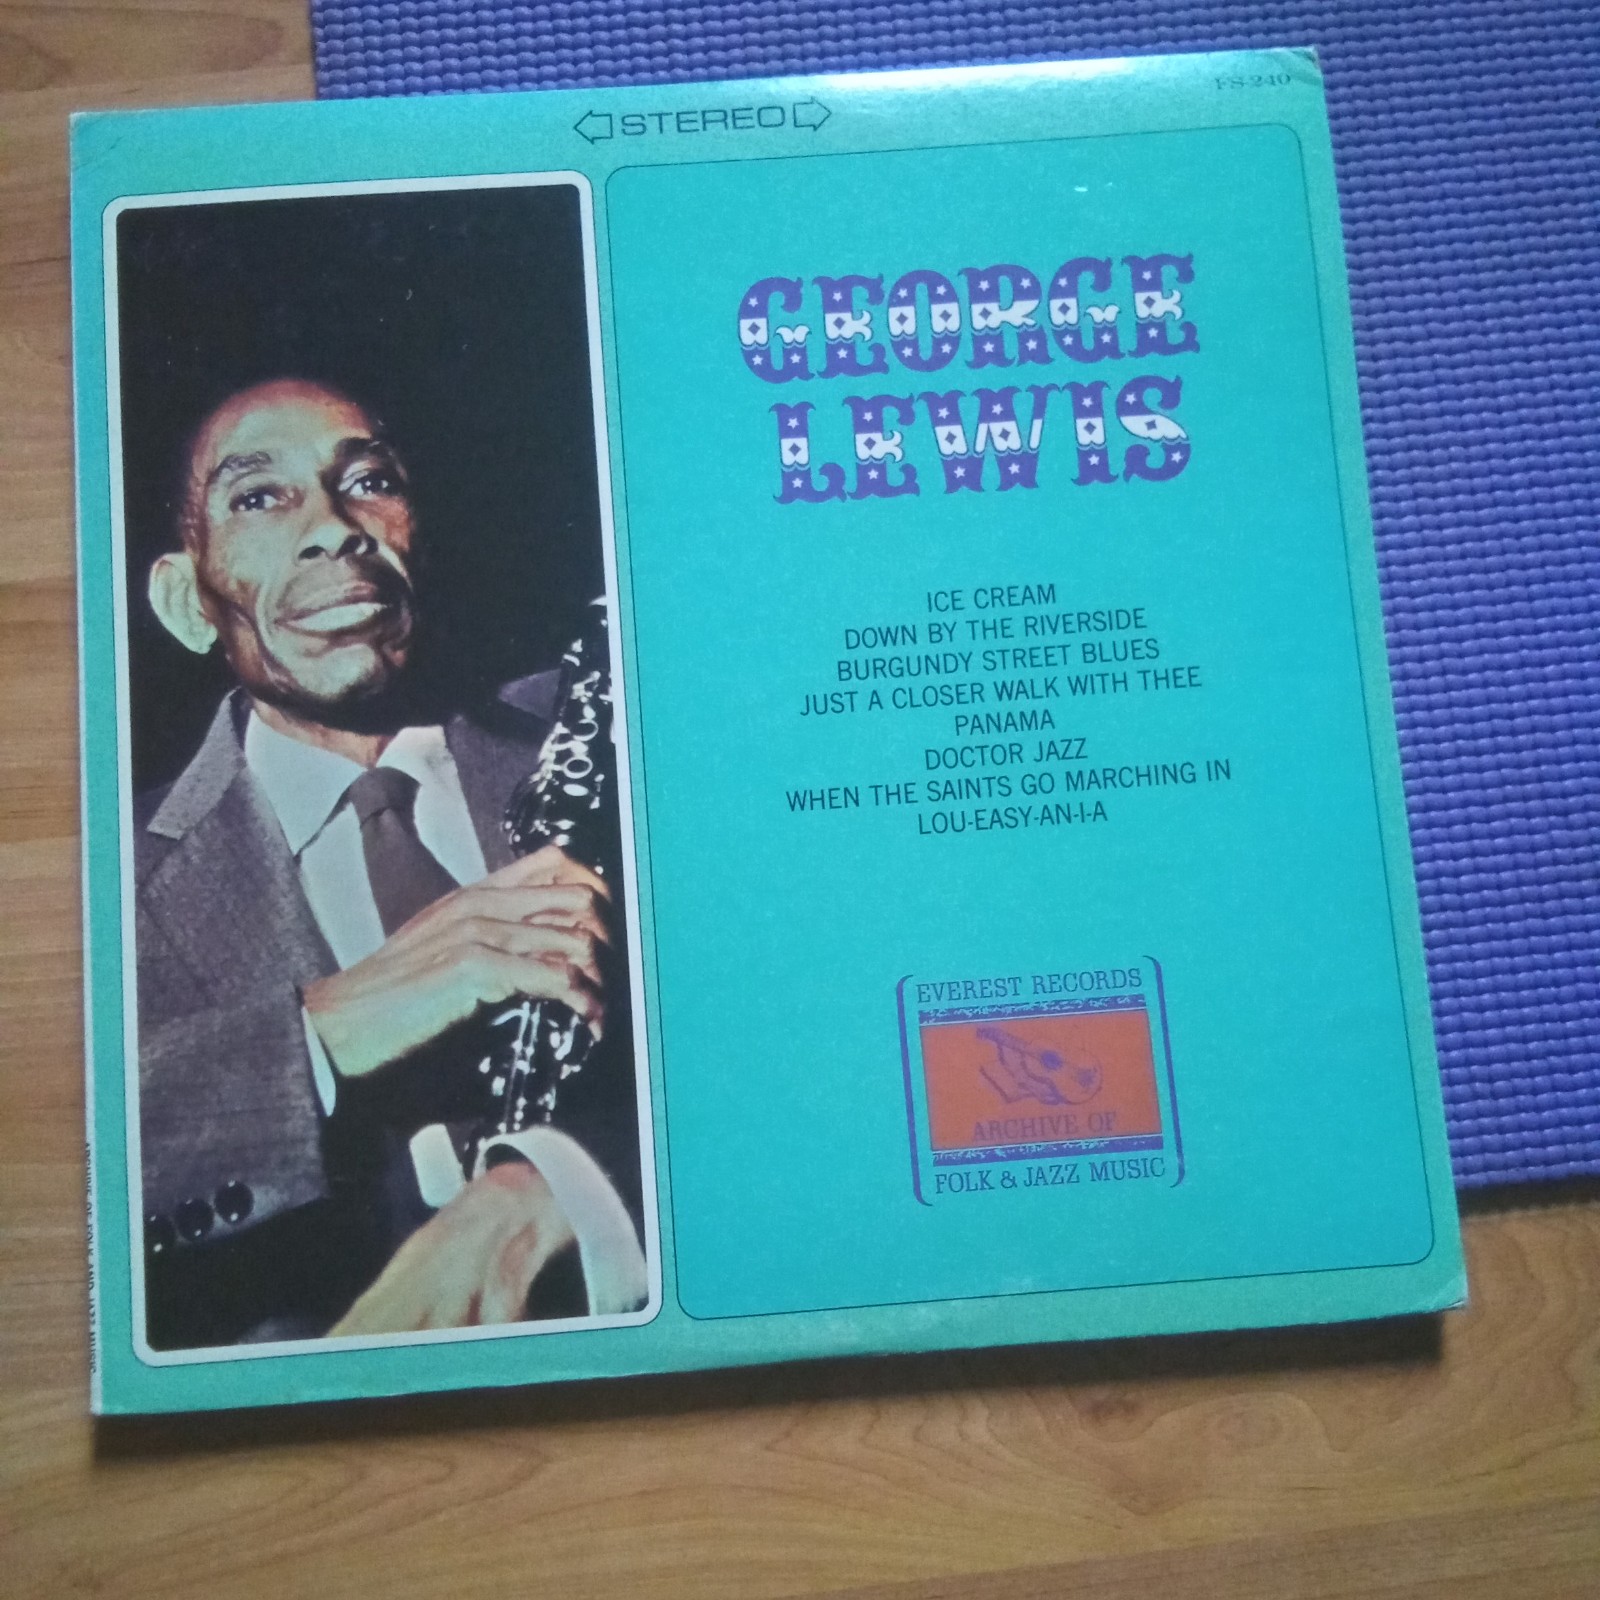 STEREO
FS-240
GEORGE
LEWIS
ICE CREAM
DOWN BY THE RIVERSIDE
BURGUNDY STREET BLUES
JUST A CLOSER WALK WITH THEE
PANAMA
DOCTOR JAZZ
WHEN THE SAINTS GO MARCHING IN
LOU-EASY-AN-I-A
EVEREST RECORDS
ARCHIVE OF
FOLK & JAZZ MUSIC
ARCHIVE OF FOLK AND JAZZ MUSIC